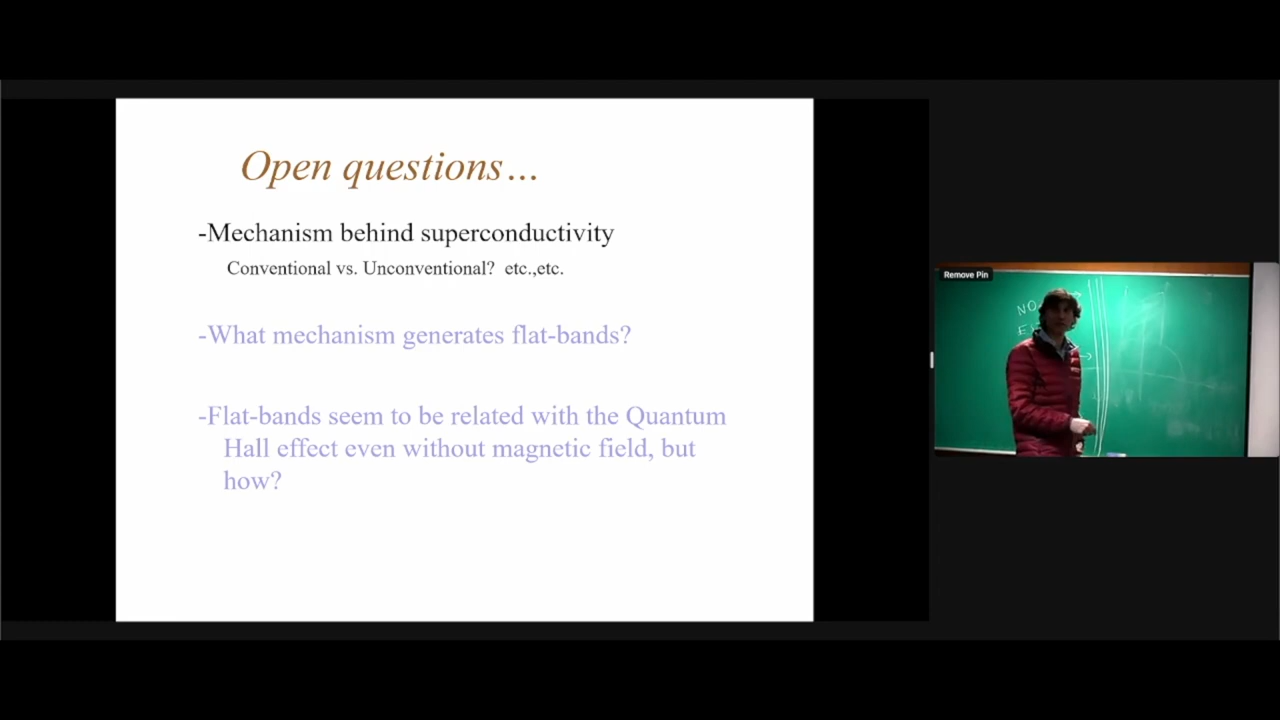 Open questions…
-Mechanism behind superconductivity
Conventional vs. Unconventional? etc.,etc.
-What mechanism generates flat-bands?
-Flat-bands seem to be related with the Quantum
Hall effect even without magnetic field, but
how?
Remove Pin